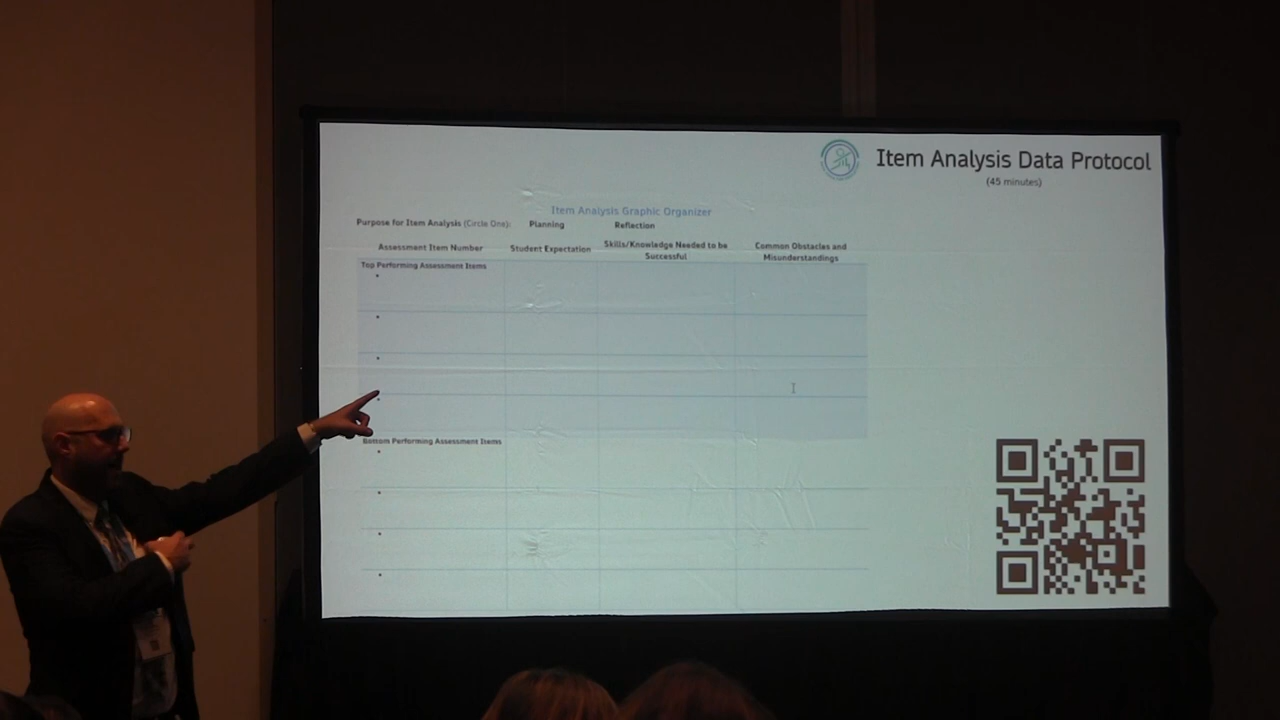 Item Analysis Data Protocol
(45 minutes)
Item Analysis Graphic Organizer
Purpose for Item Analysis (Circle One): Planning Reflection
Assessment Item Number Student Expectation Skills/Knowledge Needed to be Successful Common Obstacles and Misunderstandings
Top Performing Assessment Items
Bottom Performing Assessment Items